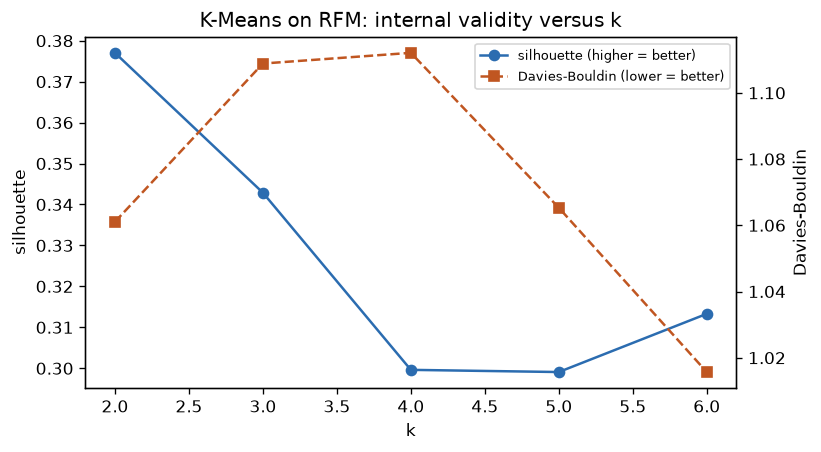 K-Means on RFM: internal validity versus k
silhouette (higher = better)
Davies-Bouldin (lower = better)
silhouette
0.38
0.37
0.36
0.35
0.34
0.33
0.32
0.31
0.30
Davies-Bouldin
1.10
1.08
1.06
1.04
1.02
2.0 2.5 3.0 3.5 4.0 4.5 5.0 5.5 6.0
k